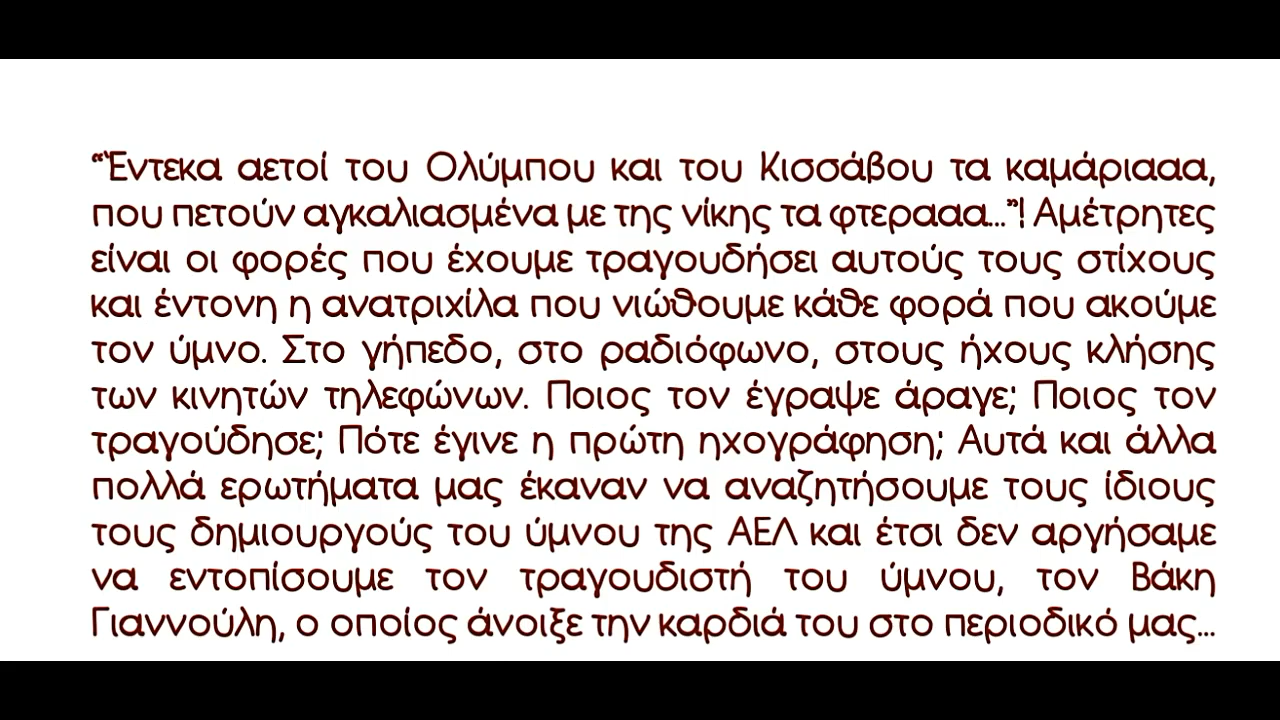 “Έντεκα αετοί του Ολύμπου και του Κισσάβου τα καμάριααα,
που πετούν αγκαλιασμένα με της νίκης τα φτερααα...”! Αμέτρητες
είναι οι φορές που έχουμε τραγουδήσει αυτούς τους στίχους
και έντονη η ανατριχίλα που νιώθουμε κάθε φορά που ακούμε
τον ύμνο. Στο γήπεδο, στο ραδιόφωνο, στους ήχους κλήσης
των κινητών τηλεφώνων. Ποιος τον έγραψε άραγε; Ποιος τον
τραγούδησε; Πότε έγινε η πρώτη ηχογράφηση; Αυτά και άλλα
πολλά ερωτήματα μας έκαναν να αναζητήσουμε τους ίδιους
τους δημιουργούς του ύμνου της ΑΕΛ και έτσι δεν αργήσαμε
να εντοπίσουμε τον τραγουδιστή του ύμνου, τον Βάκη
Γιαννούλη, ο οποίος άνοιξε την καρδιά του στο περιοδικό μας...